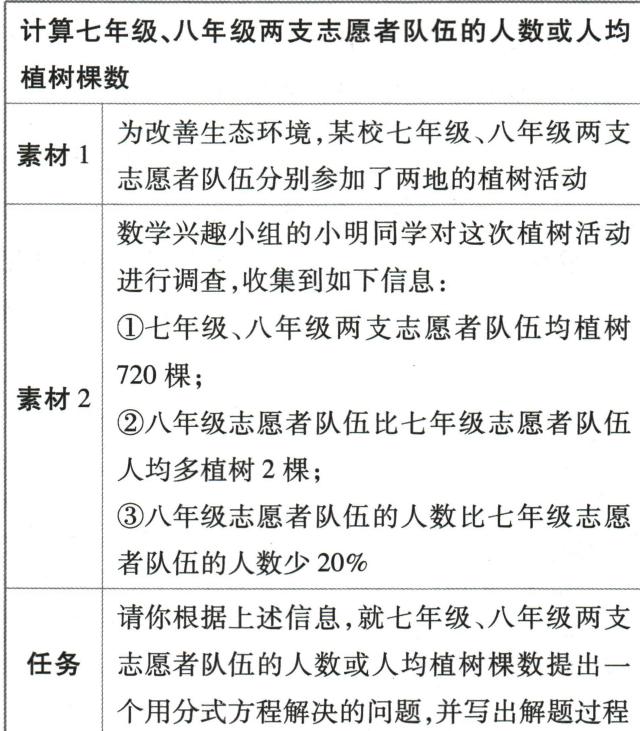 计算七年级、八年级两支志愿者队伍的人数或人均
植树棵数
素材1
为改善生态环境,某校七年级、八年级两支
志愿者队伍分别参加了两地的植树活动
素材2
数学兴趣小组的小明同学对这次植树活动
进行调查,收集到如下信息:
①七年级、八年级两支志愿者队伍均植树
720棵;
②八年级志愿者队伍比七年级志愿者队伍
人均多植树2棵;
③八年级志愿者队伍的人数比七年级志愿
者队伍的人数少20%
任务
请你根据上述信息,就七年级、八年级两支
志愿者队伍的人数或人均植树棵数提出一
个用分式方程解决的问题,并写出解题过程